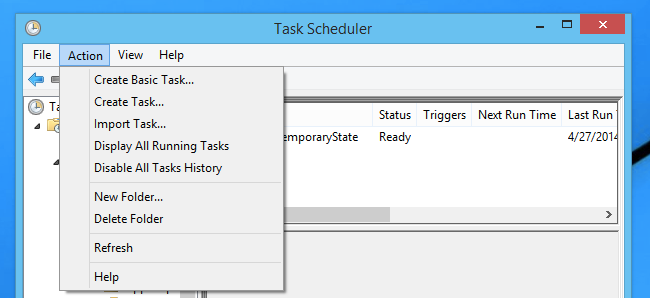 Task Scheduler
File Action View Help
Create Basic Task...
Create Task...
Import Task...
Display All Running Tasks
Disable All Tasks History
New Folder...
Delete Folder
Refresh
Help
Status Triggers Next Run Time Last Run
emporaryState Ready 4/27/2014